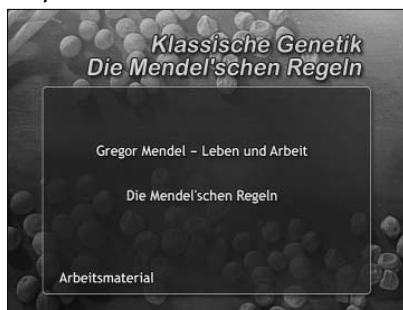 Klassische Genetik
Die Mendel'schen Regeln
Gregor Mendel – Leben und Arbeit
Die Mendel'schen Regeln
Arbeitsmaterial